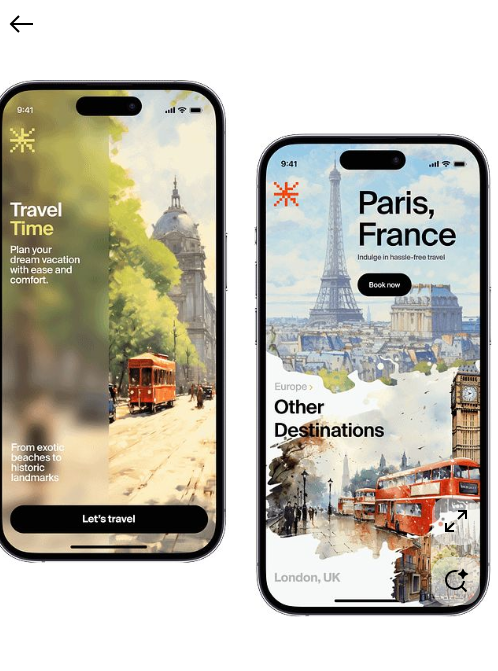 9:41
Travel
Time
Plan your
dream vacation
with ease and
comfort.
From exotic
beaches to
historic
landmarks
Let's travel
9:41
Paris,
France
Indulge in hassle-free travel
Book now
Europe ›
Other
Destinations
London, UK